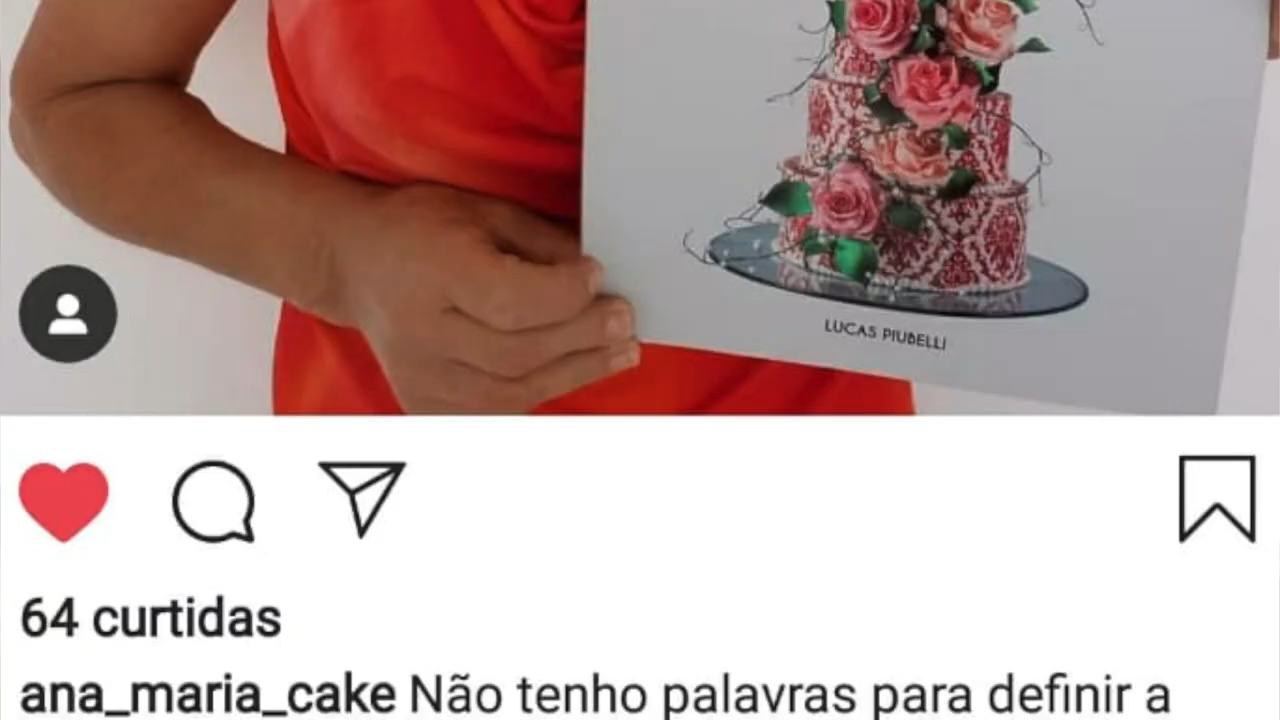 LUCAS PIUBELLI
64 curtidas
ana_maria_cake Não tenho palavras para definir a